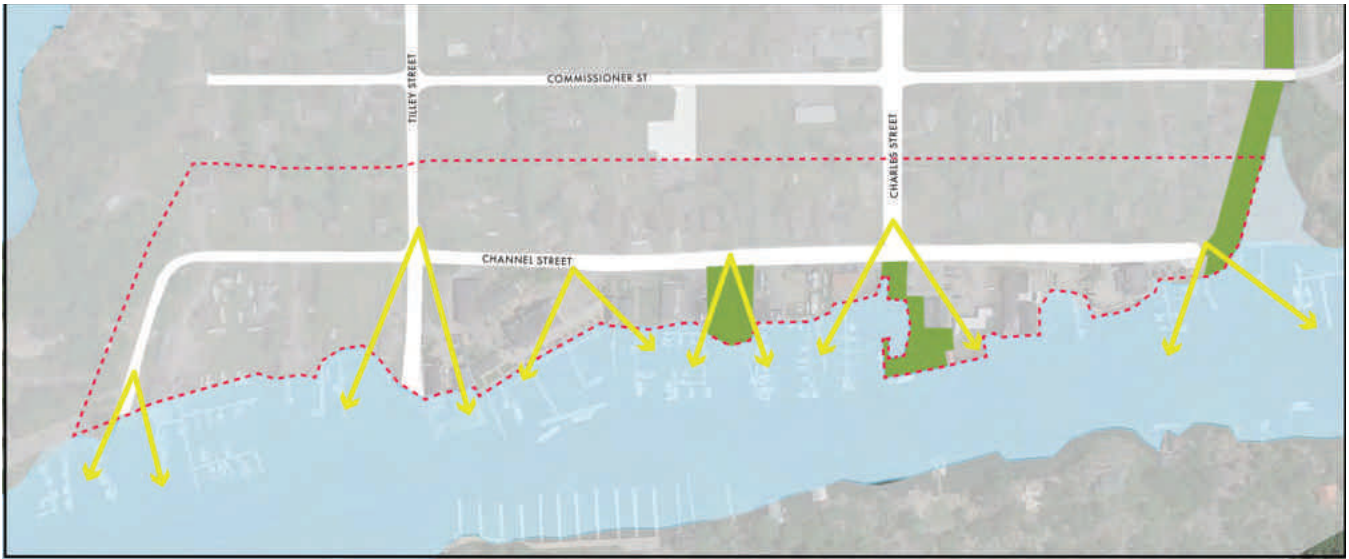 COMMISSIONER ST
TILLEY STREET
CHARLES STREET
CHANNEL STREET